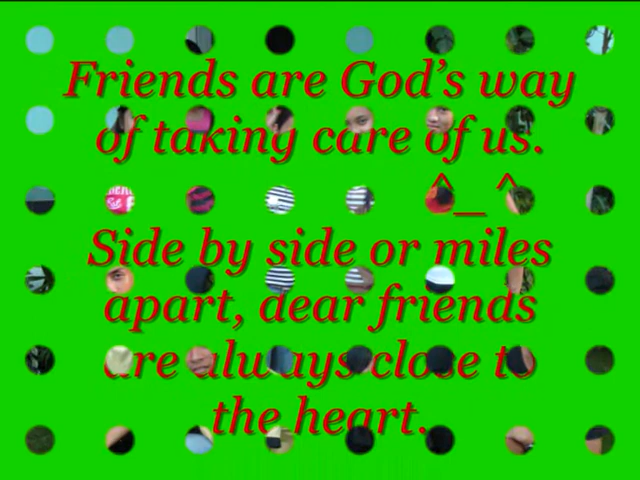 Friends are God's way
of taking care of us.
^_^
Side by side or miles
apart, dear friends
are always close to
the heart.